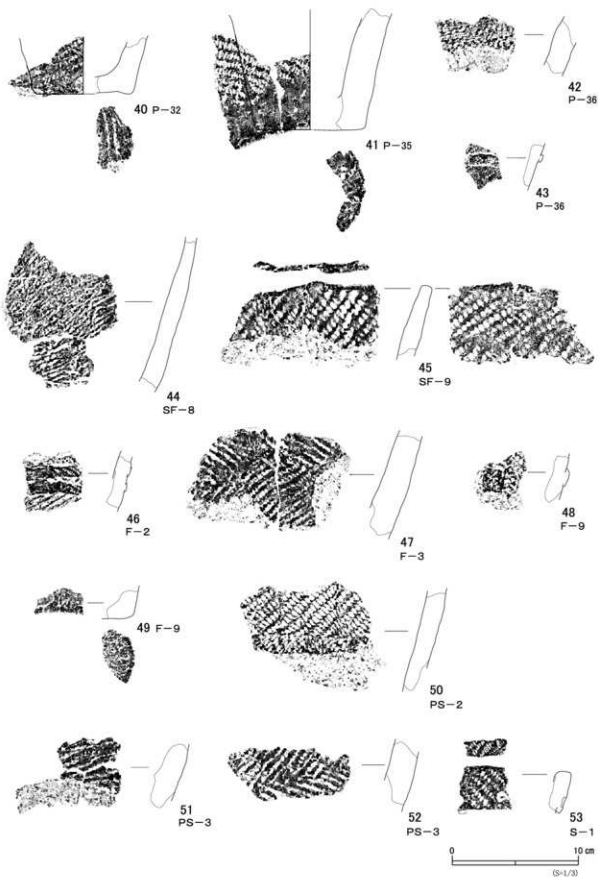 40 P-32
41 P-35
42
P-36
43
P-36
44
SF-8
45
SF-9
46
F-2
47
F-3
48
F-9
49 F-9
50
PS-2
51
PS-3
52
PS-3
53
S-1
0 10 cm
(S=1/3)